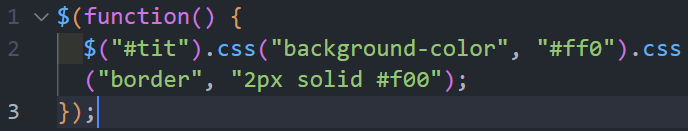 1 $(function() {
2 $("#tit").css("background-color", "#ff0").css
("border", "2px solid #f00");
3 });